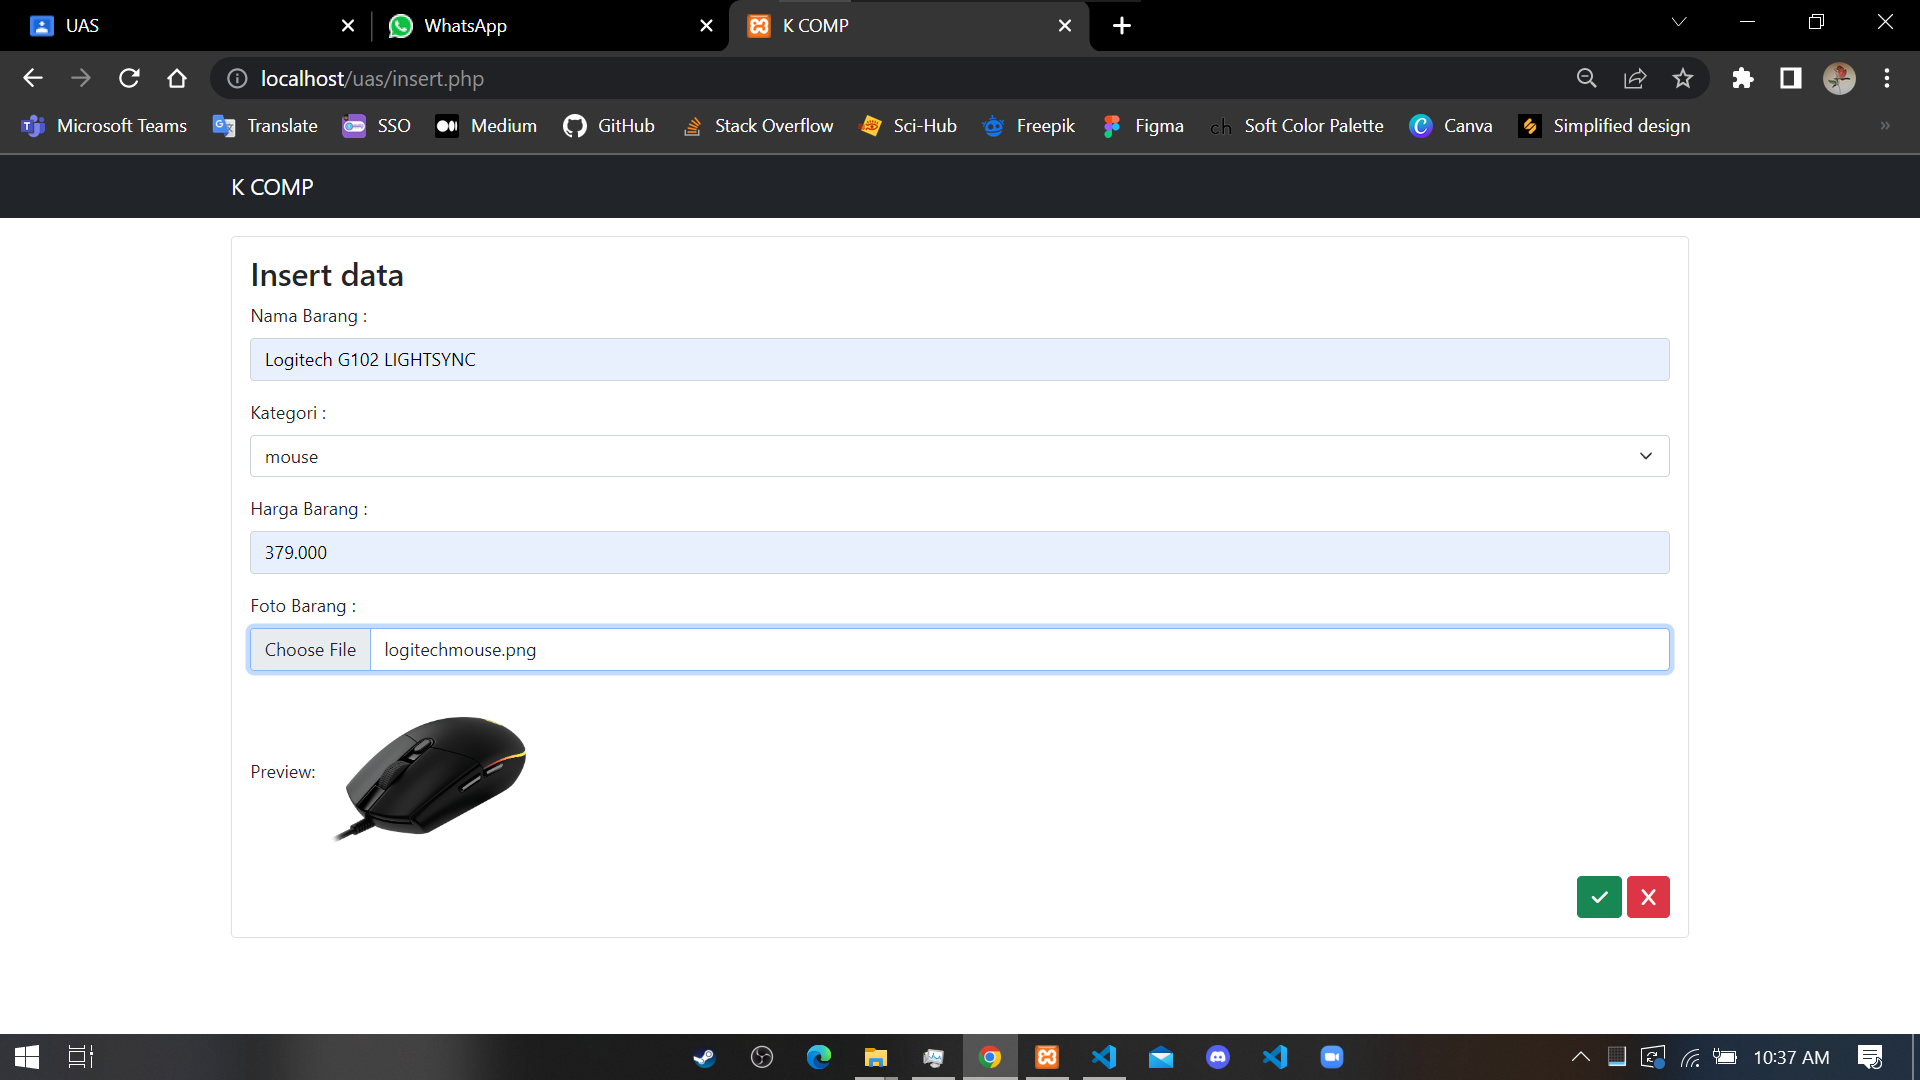 UAS
WhatsApp
K COMP
localhost/uas/insert.php
Microsoft Teams
Translate
SSO
Medium
GitHub
Stack Overflow
Sci-Hub
Freepik
Figma
ch
Soft Color Palette
Canva
Simplified design
K COMP
Insert data
Nama Barang :
Logitech G102 LIGHTSYNC
Kategori :
mouse
Harga Barang :
379.000
Foto Barang :
Choose File
logitechmouse.png
Preview:
10:37 AM